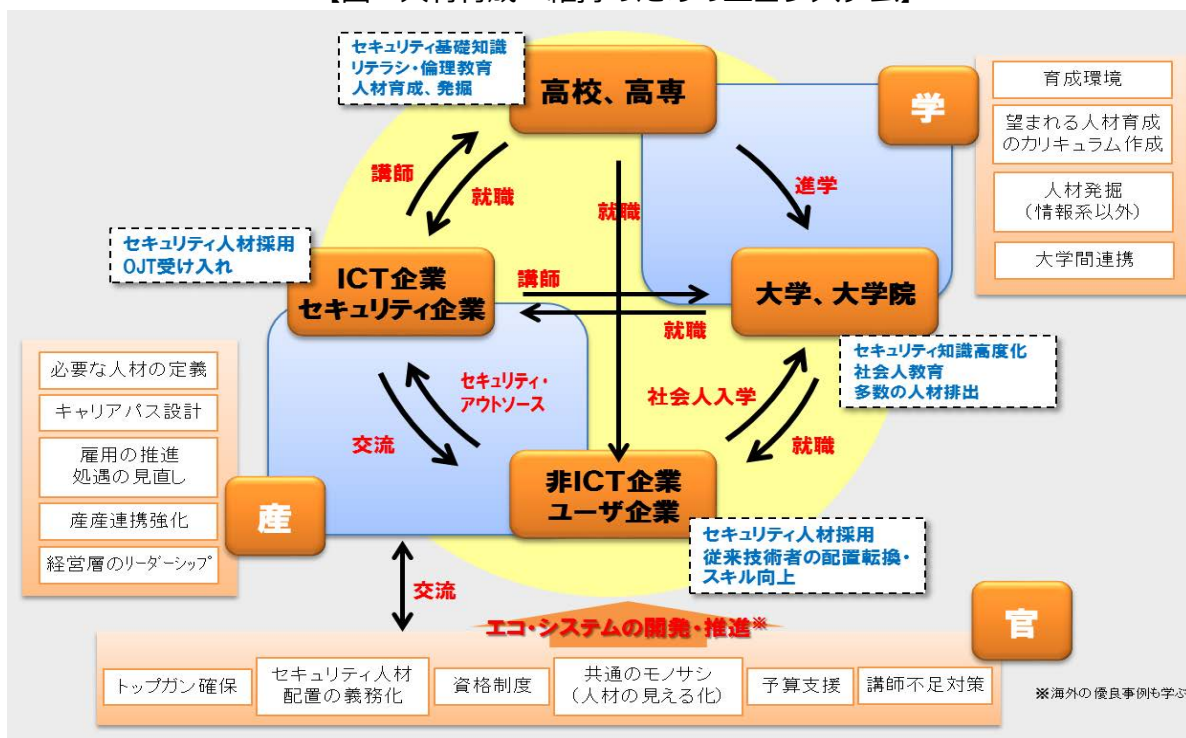 セキュリティ基礎知識
リテラシ・倫理教育
人材育成、発掘
高校、高専
学
育成環境
望まれる人材育成
のカリキュラム作成
人材発掘
(情報系以外)
大学間連携
講師
就職
就職
進学
セキュリティ人材採用
OJT受け入れ
ICT企業
セキュリティ企業
講師
就職
大学、大学院
セキュリティ知識高度化
社会人教育
多数の人材排出
必要な人材の定義
キャリアパス設計
雇用の推進
処遇の見直し
産産連携強化
経営層のリーダーシップ
産
セキュリティ・
アウトソース
交流
社会人入学
就職
非ICT企業
ユーザ企業
セキュリティ人材採用
従来技術者の配置転換・
スキル向上
交流
エコ・システムの開発・推進※
官
トップガン確保
セキュリティ人材
配置の義務化
資格制度
共通のモノサシ
(人材の見える化)
予算支援
講師不足対策
※海外の優良事例も学ぶ